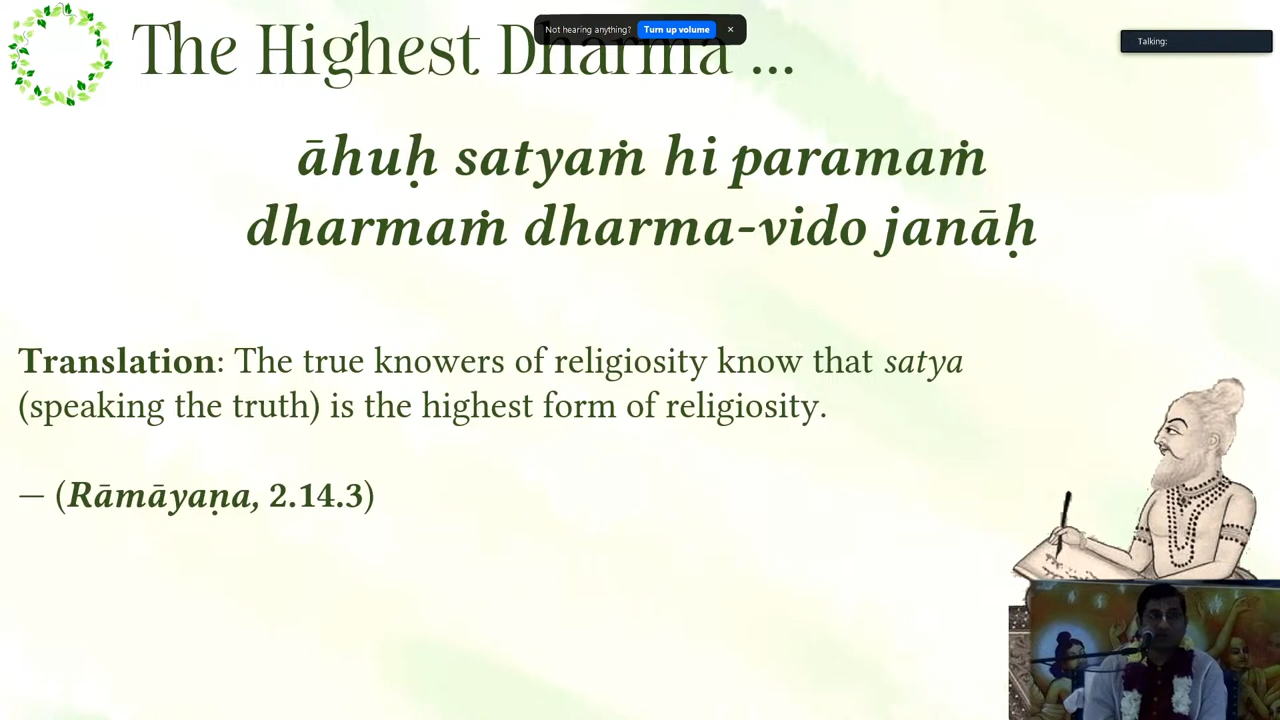 Not hearing anything? Turn up volume ×
Talking:
The Highest Dharma ...
āhuḥ satyaṁ hi paramaṁ
dharmaṁ dharma-vido janāḥ
Translation: The true knowers of religiosity know that satya
(speaking the truth) is the highest form of religiosity.
— (Rāmāyaṇa, 2.14.3)